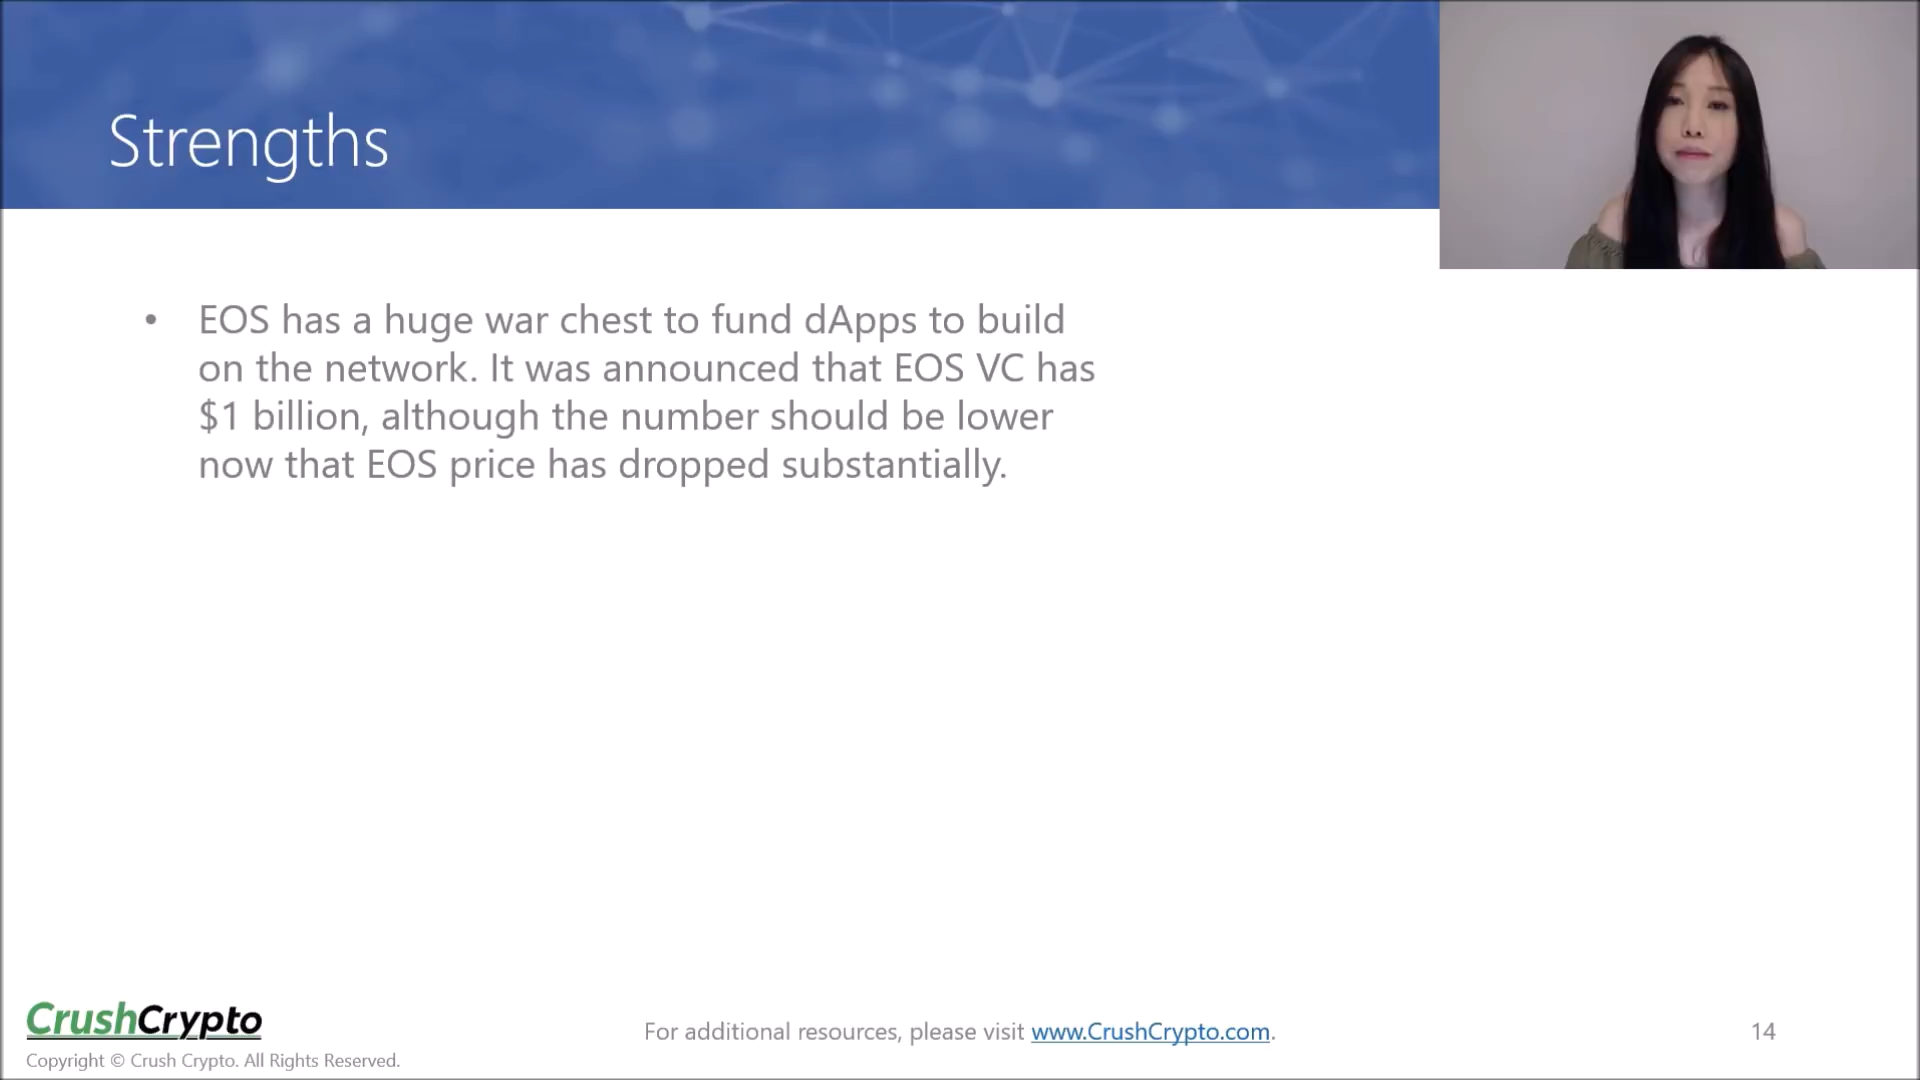 Strengths
• EOS has a huge war chest to fund dApps to build
on the network. It was announced that EOS VC has
$1 billion, although the number should be lower
now that EOS price has dropped substantially.
CrushCrypto
Copyright © Crush Crypto. All Rights Reserved.
For additional resources, please visit www.CrushCrypto.com.
14